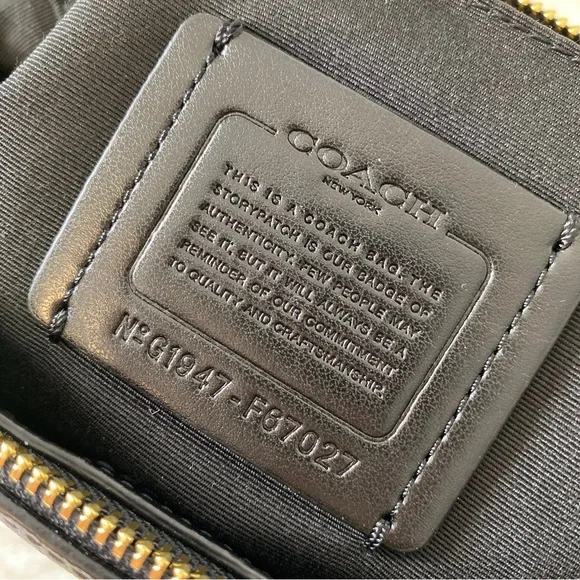 COACH
NEW YORK
THIS IS A COACH BAG. THE
STORYPATCH IS OUR BADGE OF
AUTHENTICITY. FEW PEOPLE MAY
SEE IT, BUT IT WILL ALWAYS BE A
REMINDER OF OUR COMMITMENT
TO QUALITY AND CRAFTSMANSHIP.
Nº G1947-F67027